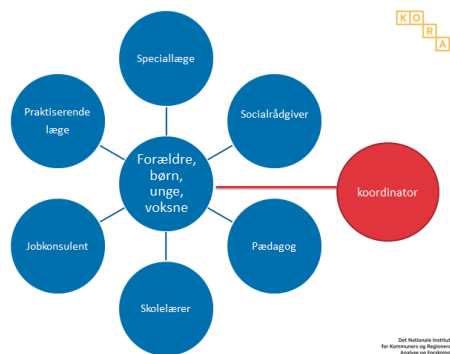 KORA
Speciallæge
Praktiserende
læge
Socialrådgiver
Forældre,
børn,
unge,
voksne
koordinator
Jobkonsulent
Pædagog
Skolelærer
Det Nationale Institut
for Kommuners og Regioners
Analyse og Forskning